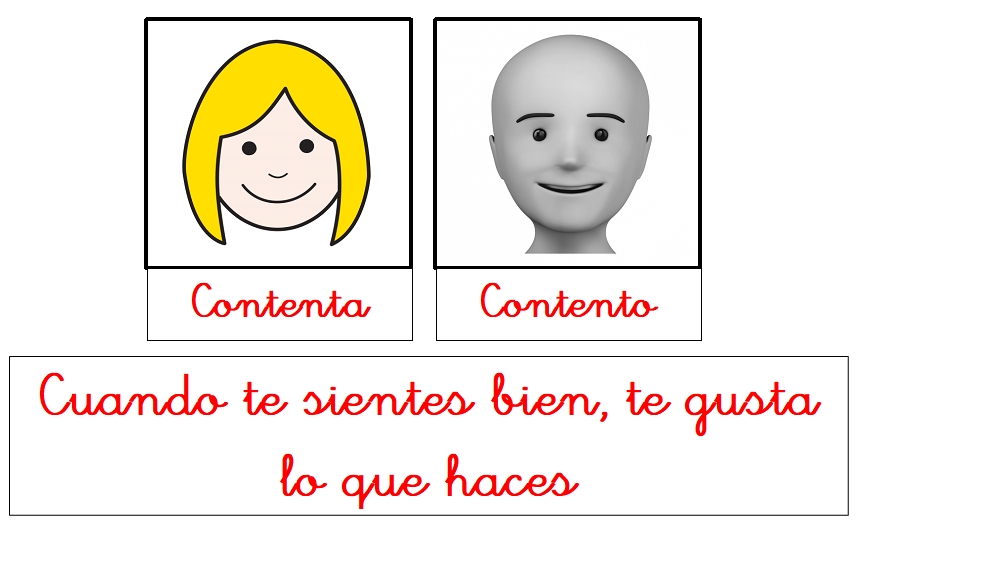 Contenta
Contento
Cuando te sientes bien, te gusta
lo que haces